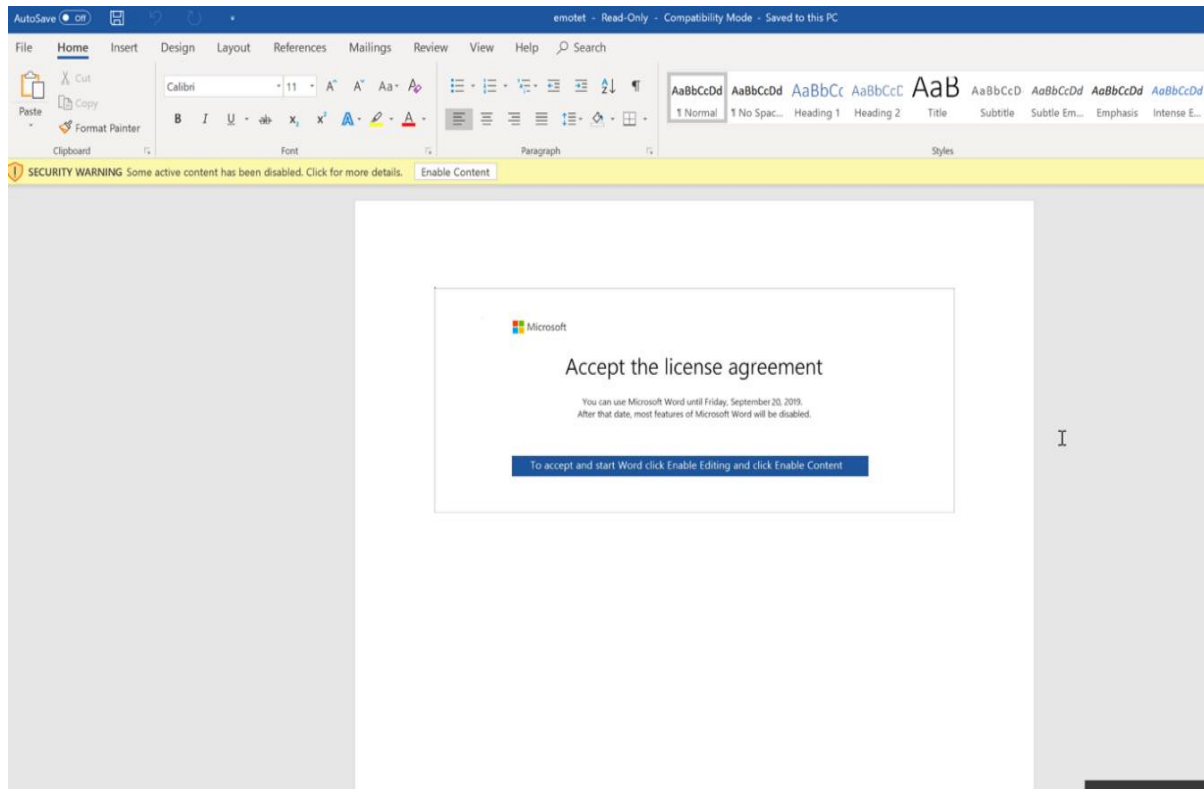 AutoSave Off emotet - Read-Only - Compatibility Mode - Saved to this PC
File Home Insert Design Layout References Mailings Review View Help Search
Paste
Cut
Copy
Format Painter
Calibri 11 A A Aa A
B I U ab x₂ x² A A
AaBbCcDd AaBbCcDd AaBbCc AaBbCcC AaB AaBbCcD AaBbCcDd AaBbCcDd AaBbCcDd
¶ Normal ¶ No Spac... Heading 1 Heading 2 Title Subtitle Subtle Em... Emphasis Intense E...
Clipboard Font Paragraph Styles
SECURITY WARNING Some active content has been disabled. Click for more details. Enable Content
Microsoft
Accept the license agreement
You can use Microsoft Word until Friday, September 20, 2019.
After that date, most features of Microsoft Word will be disabled.
To accept and start Word click Enable Editing and click Enable Content